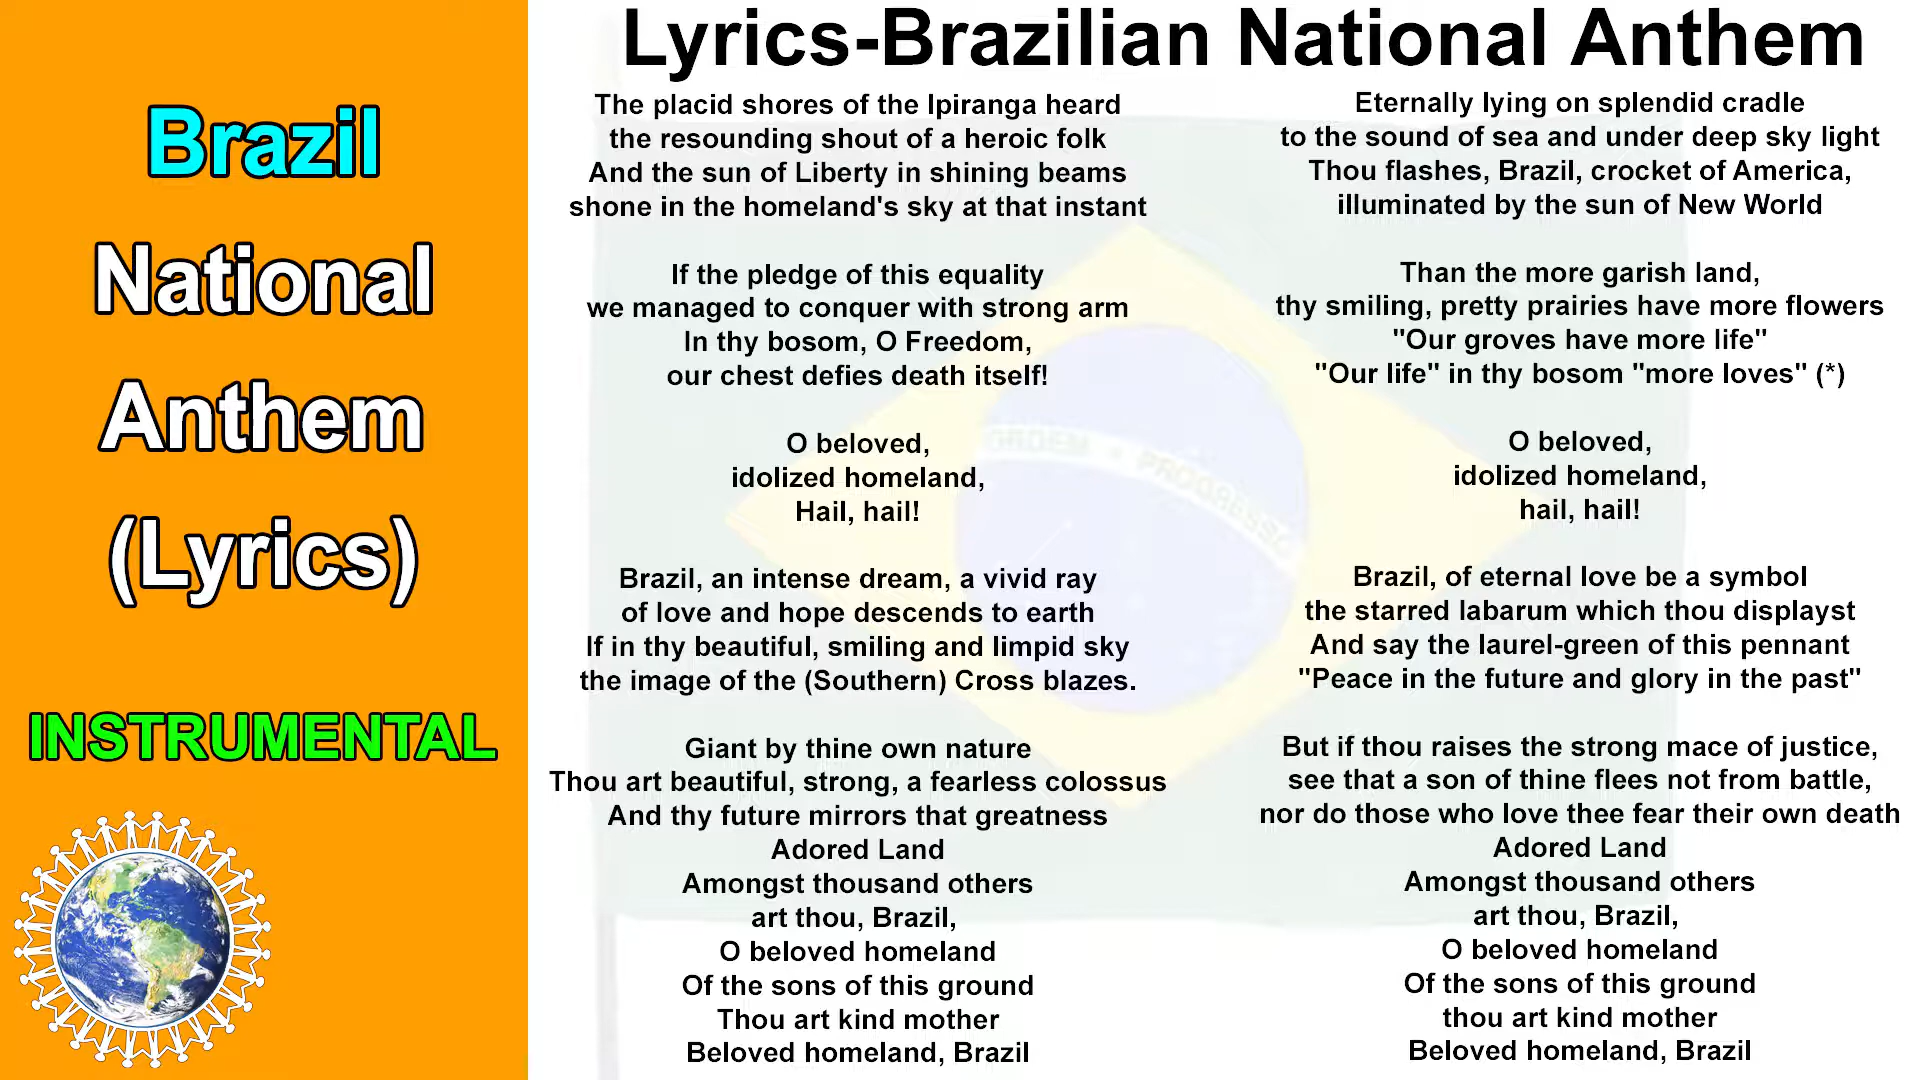 Brazil
National
Anthem
(Lyrics)
INSTRUMENTAL
Lyrics-Brazilian National Anthem
The placid shores of the Ipiranga heard
the resounding shout of a heroic folk
And the sun of Liberty in shining beams
shone in the homeland's sky at that instant
If the pledge of this equality
we managed to conquer with strong arm
In thy bosom, O Freedom,
our chest defies death itself!
O beloved,
idolized homeland,
Hail, hail!
Brazil, an intense dream, a vivid ray
of love and hope descends to earth
If in thy beautiful, smiling and limpid sky
the image of the (Southern) Cross blazes.
Giant by thine own nature
Thou art beautiful, strong, a fearless colossus
And thy future mirrors that greatness
Adored Land
Amongst thousand others
art thou, Brazil,
O beloved homeland
Of the sons of this ground
Thou art kind mother
Beloved homeland, Brazil
Eternally lying on splendid cradle
to the sound of sea and under deep sky light
Thou flashes, Brazil, crocket of America,
illuminated by the sun of New World
Than the more garish land,
thy smiling, pretty prairies have more flowers
"Our groves have more life"
"Our life" in thy bosom "more loves" (*)
O beloved,
idolized homeland,
hail, hail!
Brazil, of eternal love be a symbol
the starred labarum which thou displayst
And say the laurel-green of this pennant
"Peace in the future and glory in the past"
But if thou raises the strong mace of justice,
see that a son of thine flees not from battle,
nor do those who love thee fear their own death
Adored Land
Amongst thousand others
art thou, Brazil,
O beloved homeland
Of the sons of this ground
thou art kind mother
Beloved homeland, Brazil
ORDEM PROGRESSO